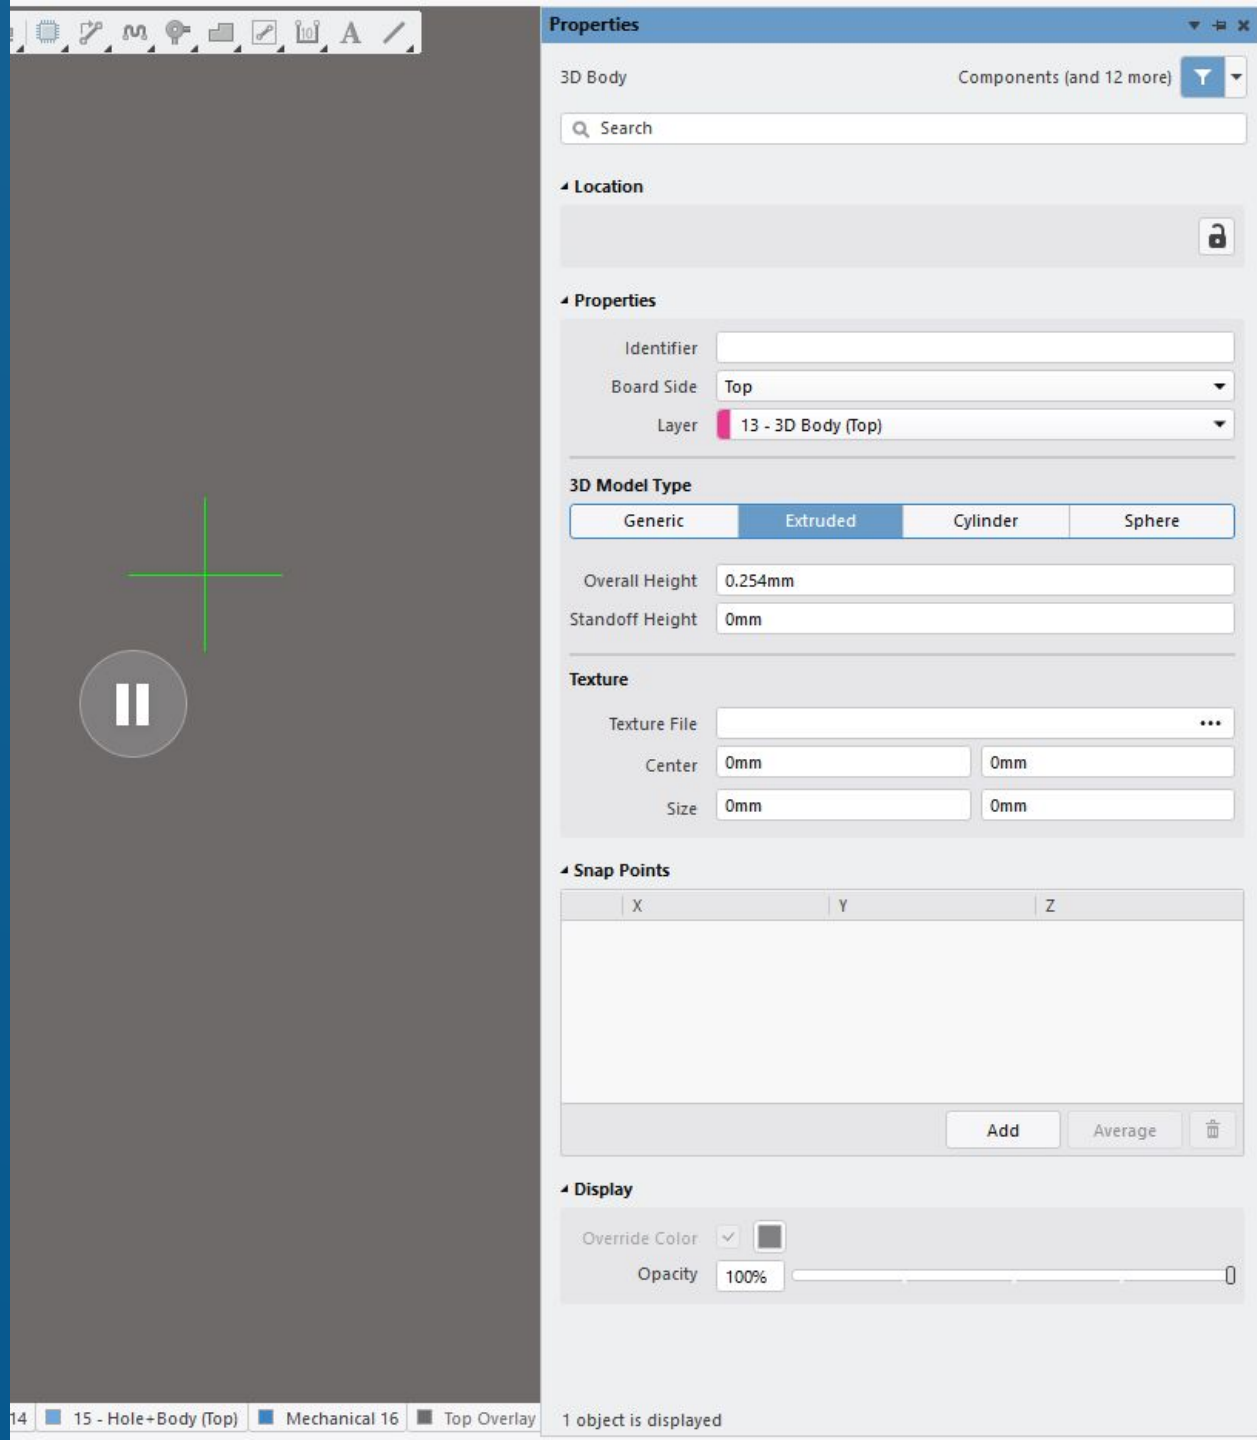 10
A
Properties
3D Body
Components (and 12 more)
Search
Location
Properties
Identifier
Board Side
Top
Layer
13 - 3D Body (Top)
3D Model Type
Generic
Extruded
Cylinder
Sphere
Overall Height
0.254mm
Standoff Height
0mm
Texture
Texture File
Center
0mm
0mm
Size
0mm
0mm
Snap Points
X
Y
Z
Add
Average
Display
Override Color
Opacity
100%
14
15 - Hole+Body (Top)
Mechanical 16
Top Overlay
1 object is displayed